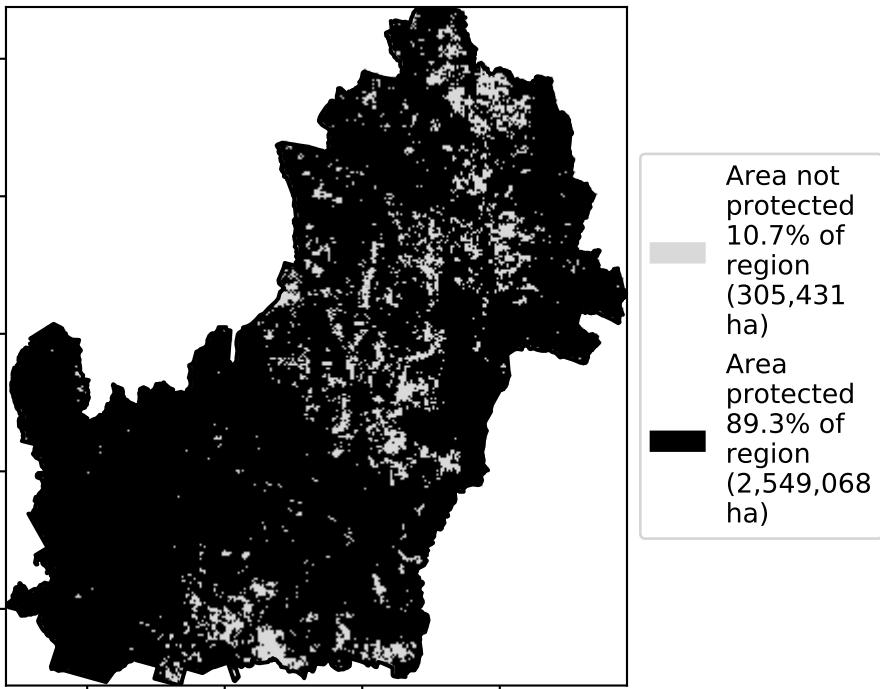 Area not
protected
10.7% of
region
(305,431
ha)
Area
protected
89.3% of
region
(2,549,068
ha)